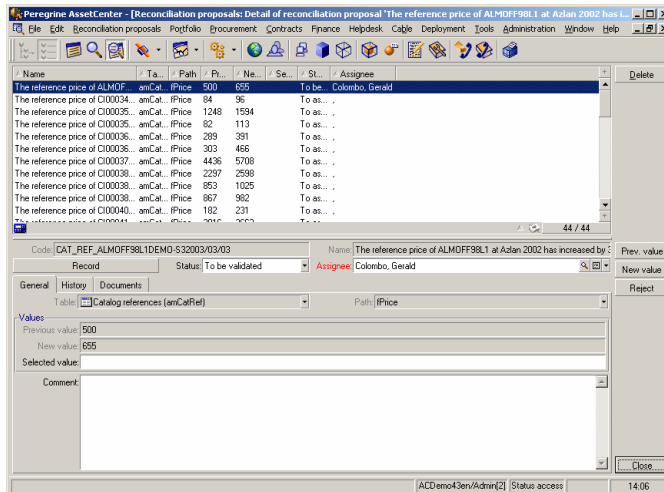 Peregrine AssetCenter - [Reconciliation proposals: Detail of reconciliation proposal 'The reference price of ALMOFF98L1 at Azlan 2002 has i...
File Edit Reconciliation proposals Portfolio Procurement Contracts Finance Helpdesk Cable Deployment Tools Administration Window Help
Name Ta... Path Pr... Ne... Se... St... Assignee
Delete
The reference price of ALMOF... amCat... fPrice 500 655 To be... Colombo, Gerald
The reference price of CI00034... amCat... fPrice 84 96 To as... ,
The reference price of CI00035... amCat... fPrice 1248 1594 To as... ,
The reference price of CI00035... amCat... fPrice 82 113 To as... ,
The reference price of CI00036... amCat... fPrice 289 391 To as... ,
The reference price of CI00036... amCat... fPrice 303 466 To as... ,
The reference price of CI00037... amCat... fPrice 4436 5708 To as... ,
The reference price of CI00038... amCat... fPrice 2297 2598 To as... ,
The reference price of CI00038... amCat... fPrice 853 1025 To as... ,
The reference price of CI00038... amCat... fPrice 867 982 To as... ,
The reference price of CI00040... amCat... fPrice 182 231 To as... ,
44 / 44
Code: CAT_REF_ALMOFF98L1DEMO-S32003/03/03 Name: The reference price of ALMOFF98L1 at Azlan 2002 has increased by
Prev. value
Record Status: To be validated Assignee: Colombo, Gerald
New value
General History Documents
Reject
Table: Catalog references (amCatRef) Path: fPrice
Values
Previous value: 500
New value: 655
Selected value:
Comment:
Close
ACDemo43en/Admin[2] Status access 14:06